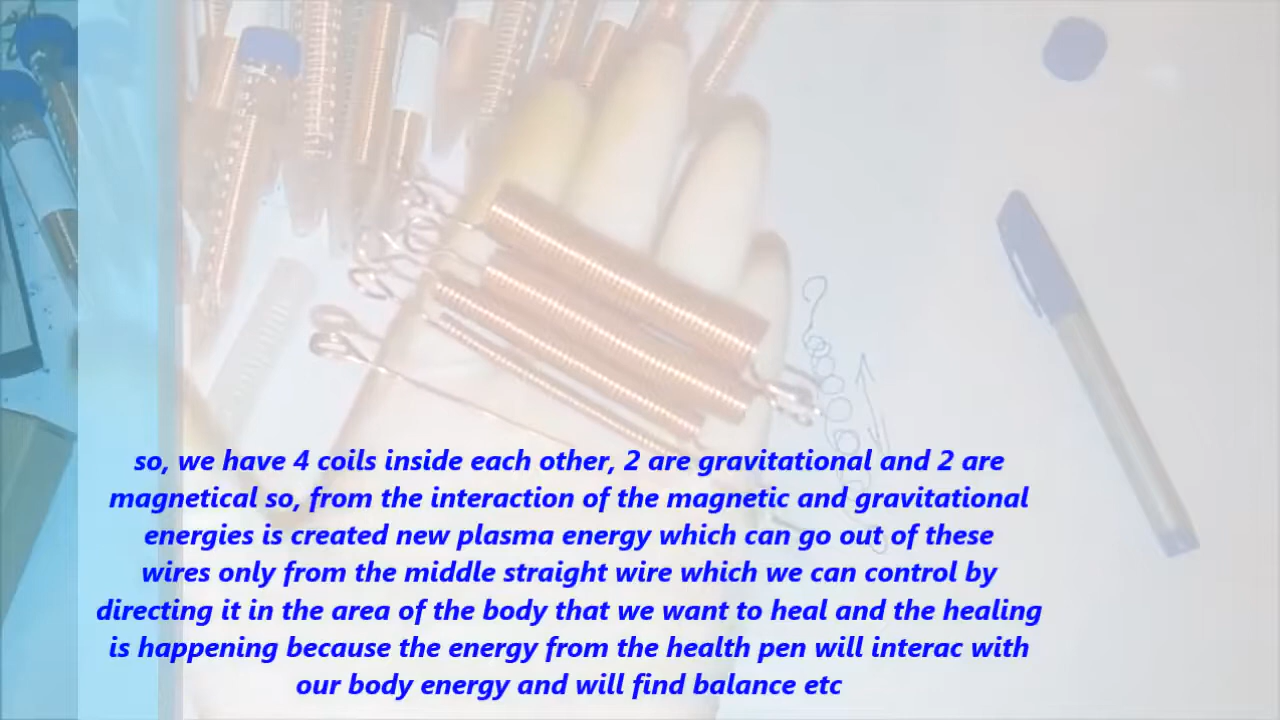 so, we have 4 coils inside each other, 2 are gravitational and 2 are
magnetical so, from the interaction of the magnetic and gravitational
energies is created new plasma energy which can go out of these
wires only from the middle straight wire which we can control by
directing it in the area of the body that we want to heal and the healing
is happening because the energy from the health pen will interac with
our body energy and will find balance etc